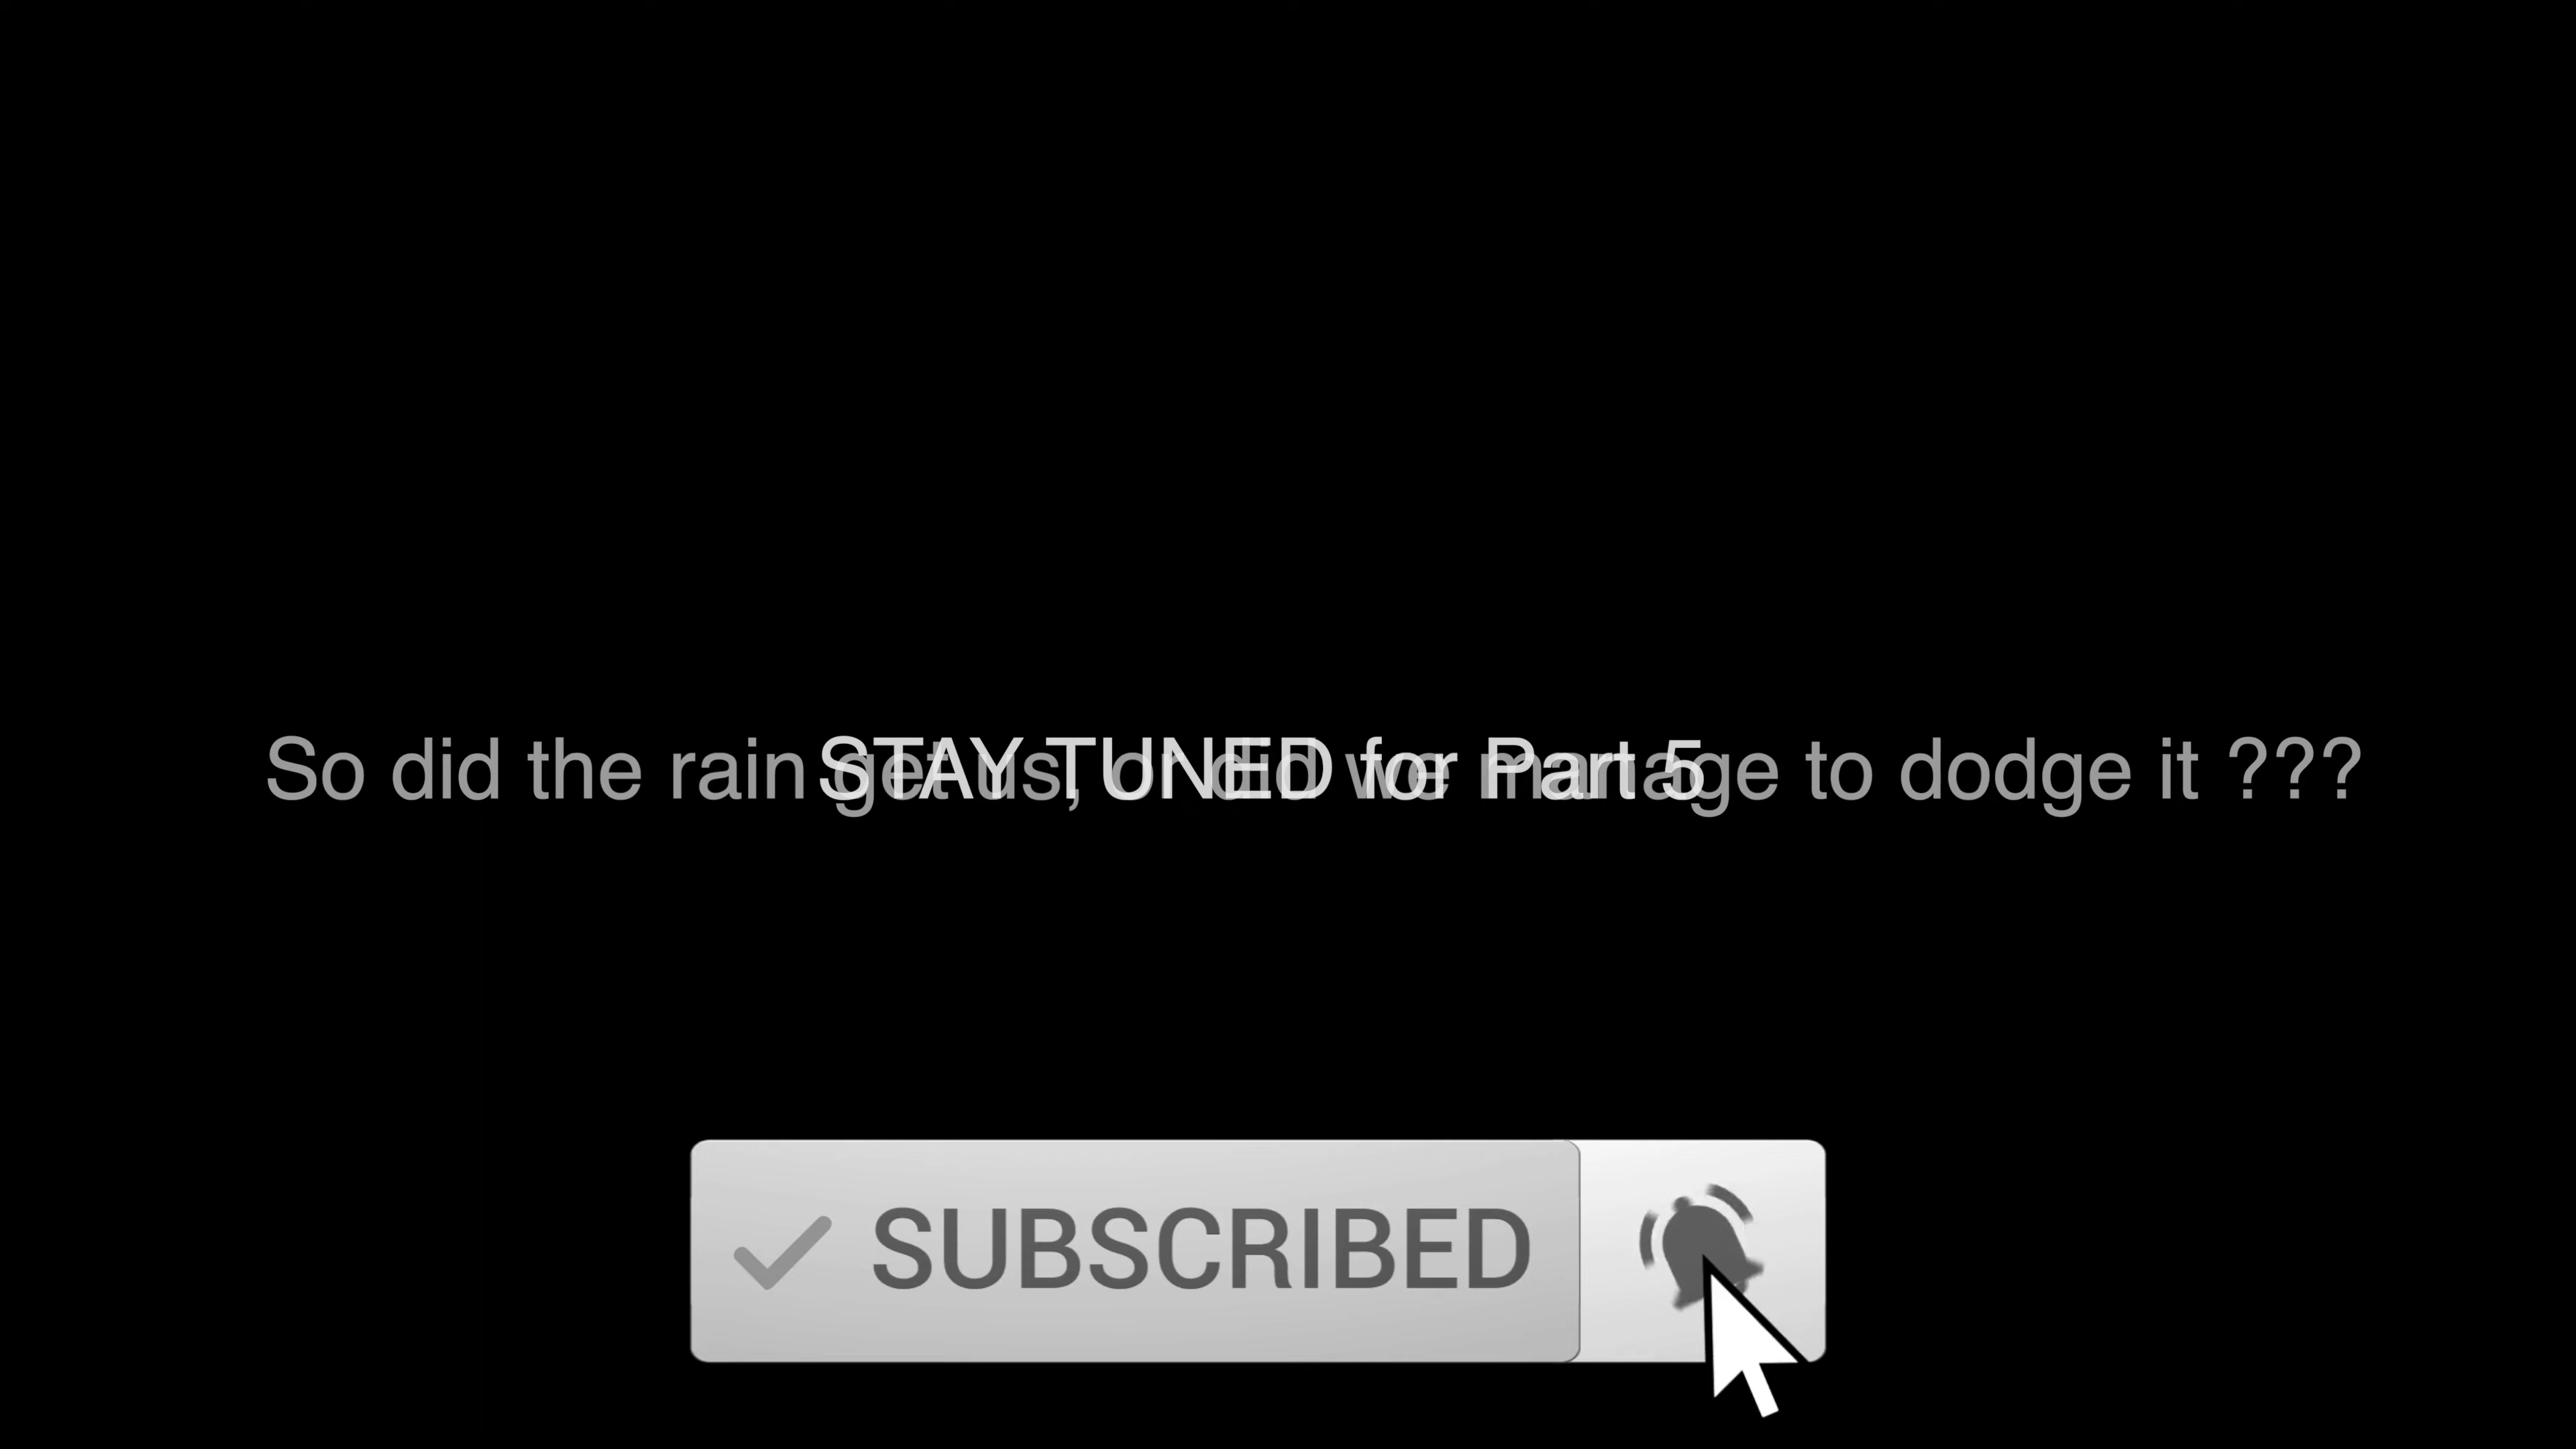 So did the rain get us, or did we manage to dodge it ???
STAY TUNED for Part 5
SUBSCRIBED